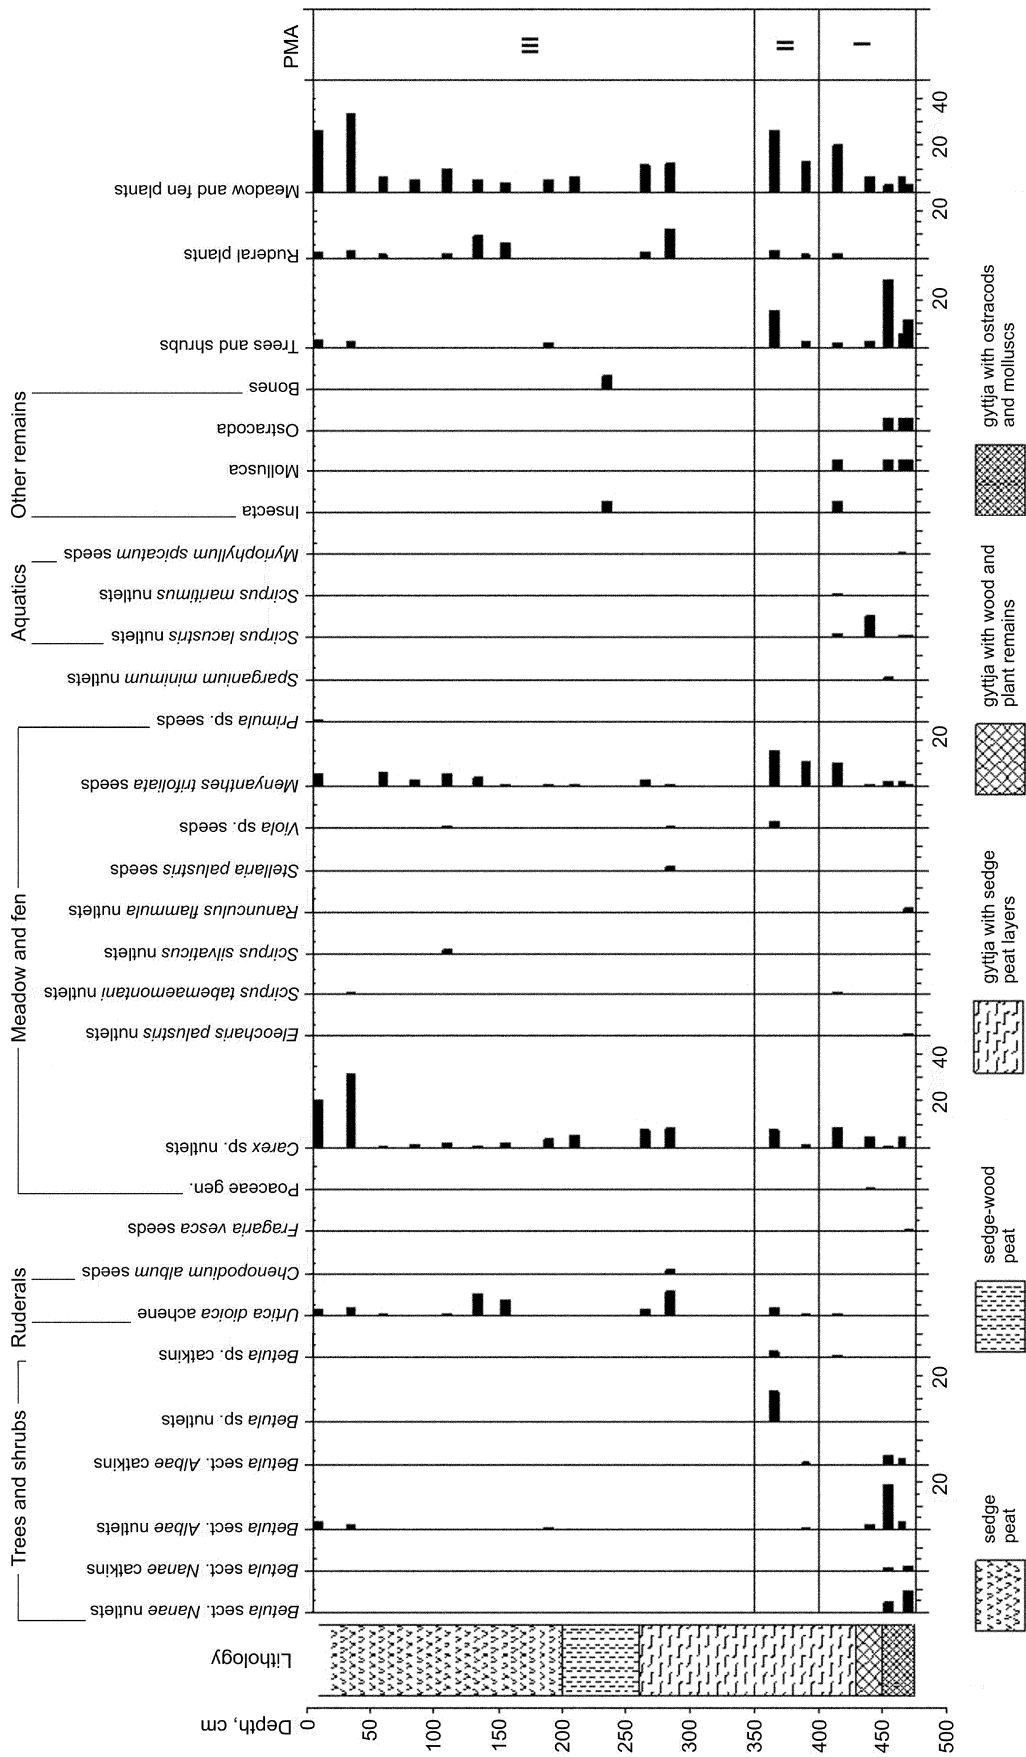 Depth, cm
0
50
100
150
200
250
300
350
400
450
500
Lithology
Trees and shrubs
Betula sect. Nanae nutlets
Betula sect. Nanae catkins
Betula sect. Albae nutlets
20
Betula sect. Albae catkins
Betula sp. nutlets
20
Betula sp. catkins
Ruderals
Urtica dioica achene
Chenopodium album seeds
Fragaria vesca seeds
Meadow and fen
Poaceae gen.
Carex sp. nutlets
20
40
Eleocharis palustris nutlets
Scirpus tabernaemontani nutlets
Scirpus silvaticus nutlets
Ranunculus flammula nutlets
Stellaria palustris seeds
Viola sp. seeds
Menyanthes trifoliata seeds
20
Primula sp. seeds
Sparganium minimum nutlets
Aquatics
Scirpus lacustris nutlets
Scirpus maritimus nutlets
Myriophyllum spicatum seeds
Other remains
Insecta
Mollusca
Ostracoda
Bones
Trees and shrubs
20
Ruderal plants
20
Meadow and fen plants
20
40
PMA
III
II
I
sedge
peat
sedge-wood
peat
gyttja with sedge
peat layers
gyttja with wood and
plant remains
gyttja with ostracods
and molluscs